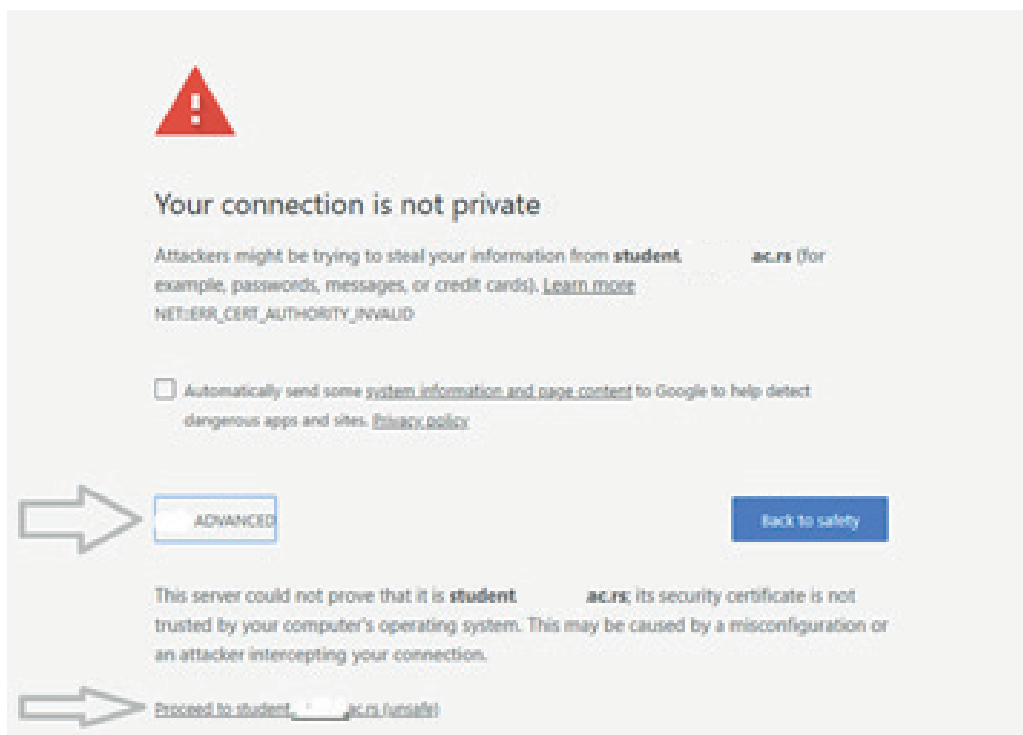 Your connection is not private
Attackers might be trying to steal your information from student ac.rs (for
example, passwords, messages, or credit cards). Learn more
NET::ERR_CERT_AUTHORITY_INVALID
Automatically send some system information and page content to Google to help detect
dangerous apps and sites. Privacy policy
ADVANCED
Back to safety
This server could not prove that it is student ac.rs; its security certificate is not
trusted by your computer's operating system. This may be caused by a misconfiguration or
an attacker intercepting your connection.
Proceed to student. ac.rs (unsafe)